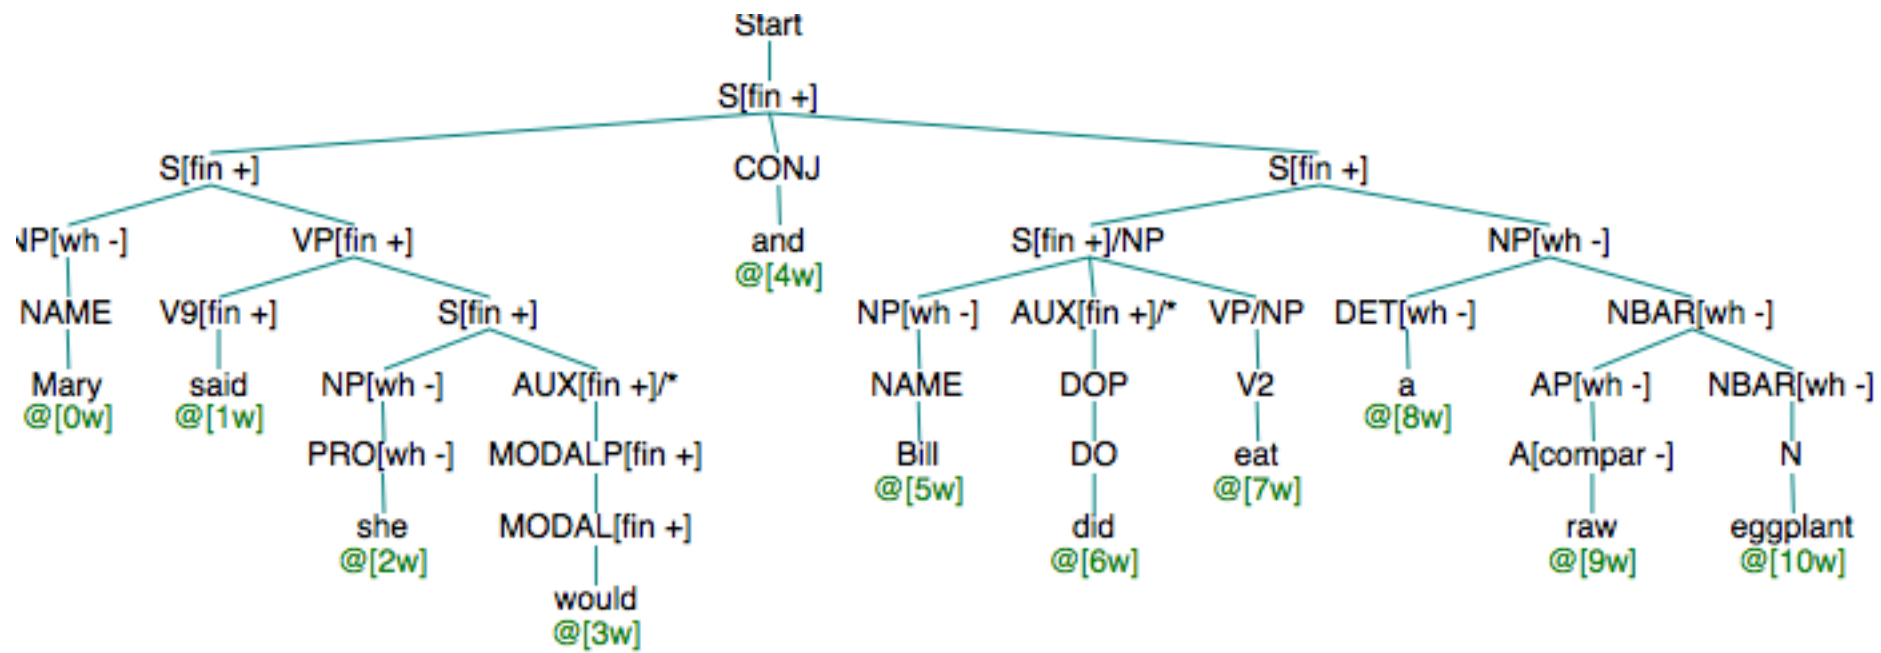 Start
S[fin +]
S[fin +] CONJ S[fin +]
NP[wh -] VP[fin +] and S[fin +]/NP NP[wh -]
@[4w]
NAME V9[fin +] S[fin +] NP[wh -] AUX[fin +]/* VP/NP DET[wh -] NBAR[wh -]
Mary said NP[wh -] AUX[fin +]/* NAME DOP V2 a AP[wh -] NBAR[wh -]
@[0w] @[1w] @[8w]
PRO[wh -] MODALP[fin +] Bill DO eat A[compar -] N
@[5w] @[7w]
she MODAL[fin +] did raw eggplant
@[2w] @[6w] @[9w] @[10w]
would
@[3w]